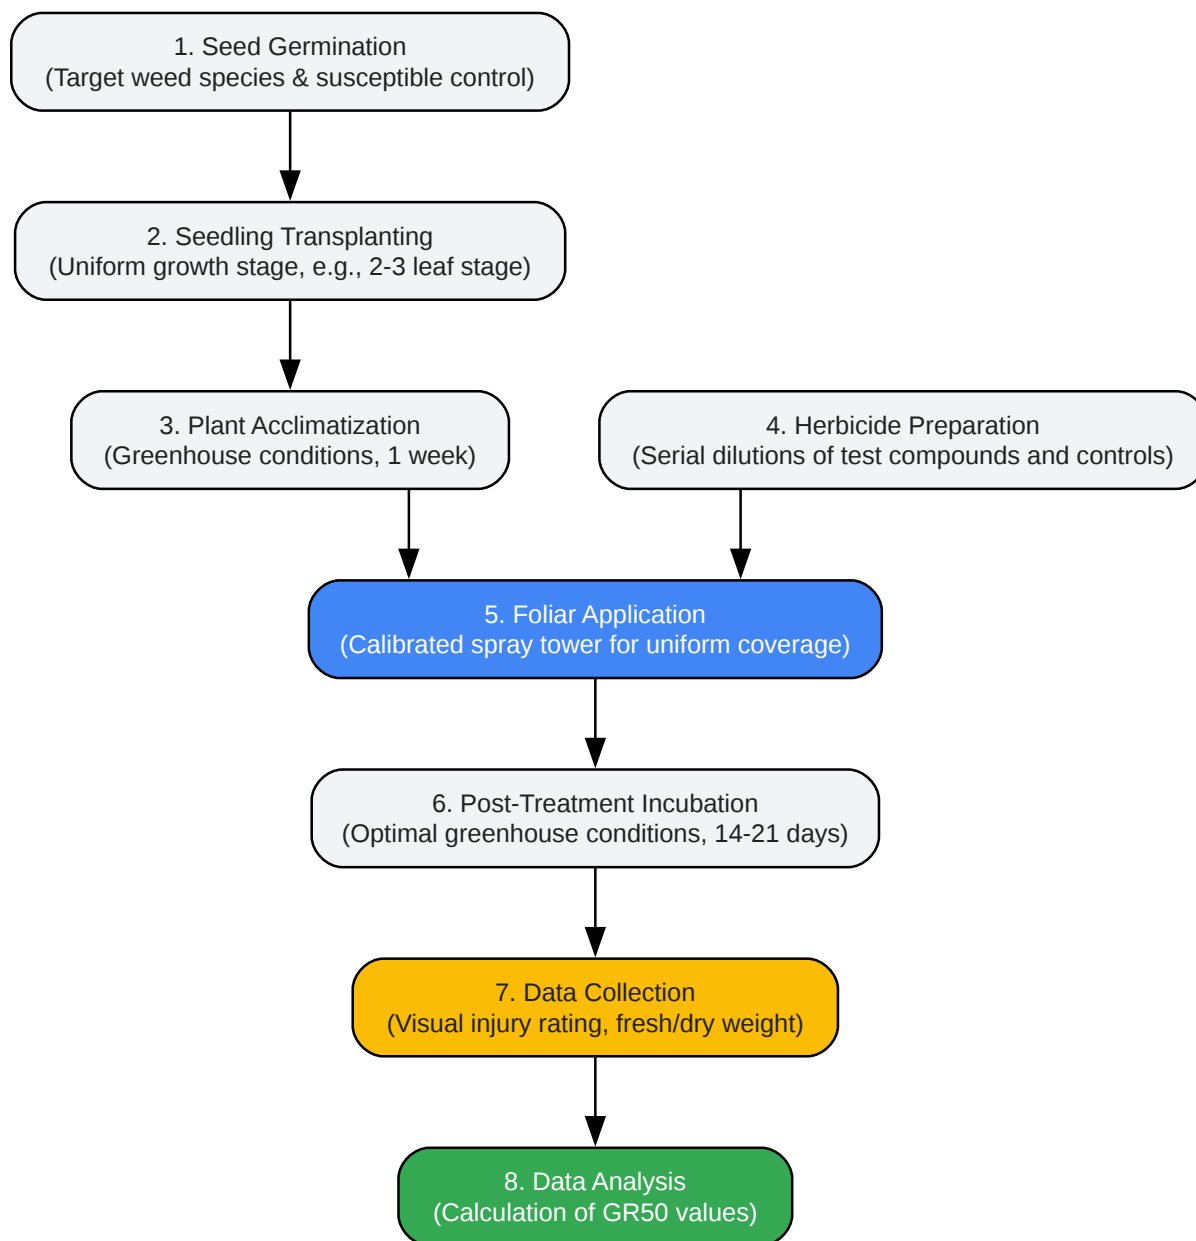 1. Seed Germination
(Target weed species & susceptible control)
2. Seedling Transplanting
(Uniform growth stage, e.g., 2-3 leaf stage)
3. Plant Acclimatization
(Greenhouse conditions, 1 week)
4. Herbicide Preparation
(Serial dilutions of test compounds and controls)
5. Foliar Application
(Calibrated spray tower for uniform coverage)
6. Post-Treatment Incubation
(Optimal greenhouse conditions, 14-21 days)
7. Data Collection
(Visual injury rating, fresh/dry weight)
8. Data Analysis
(Calculation of GR50 values)